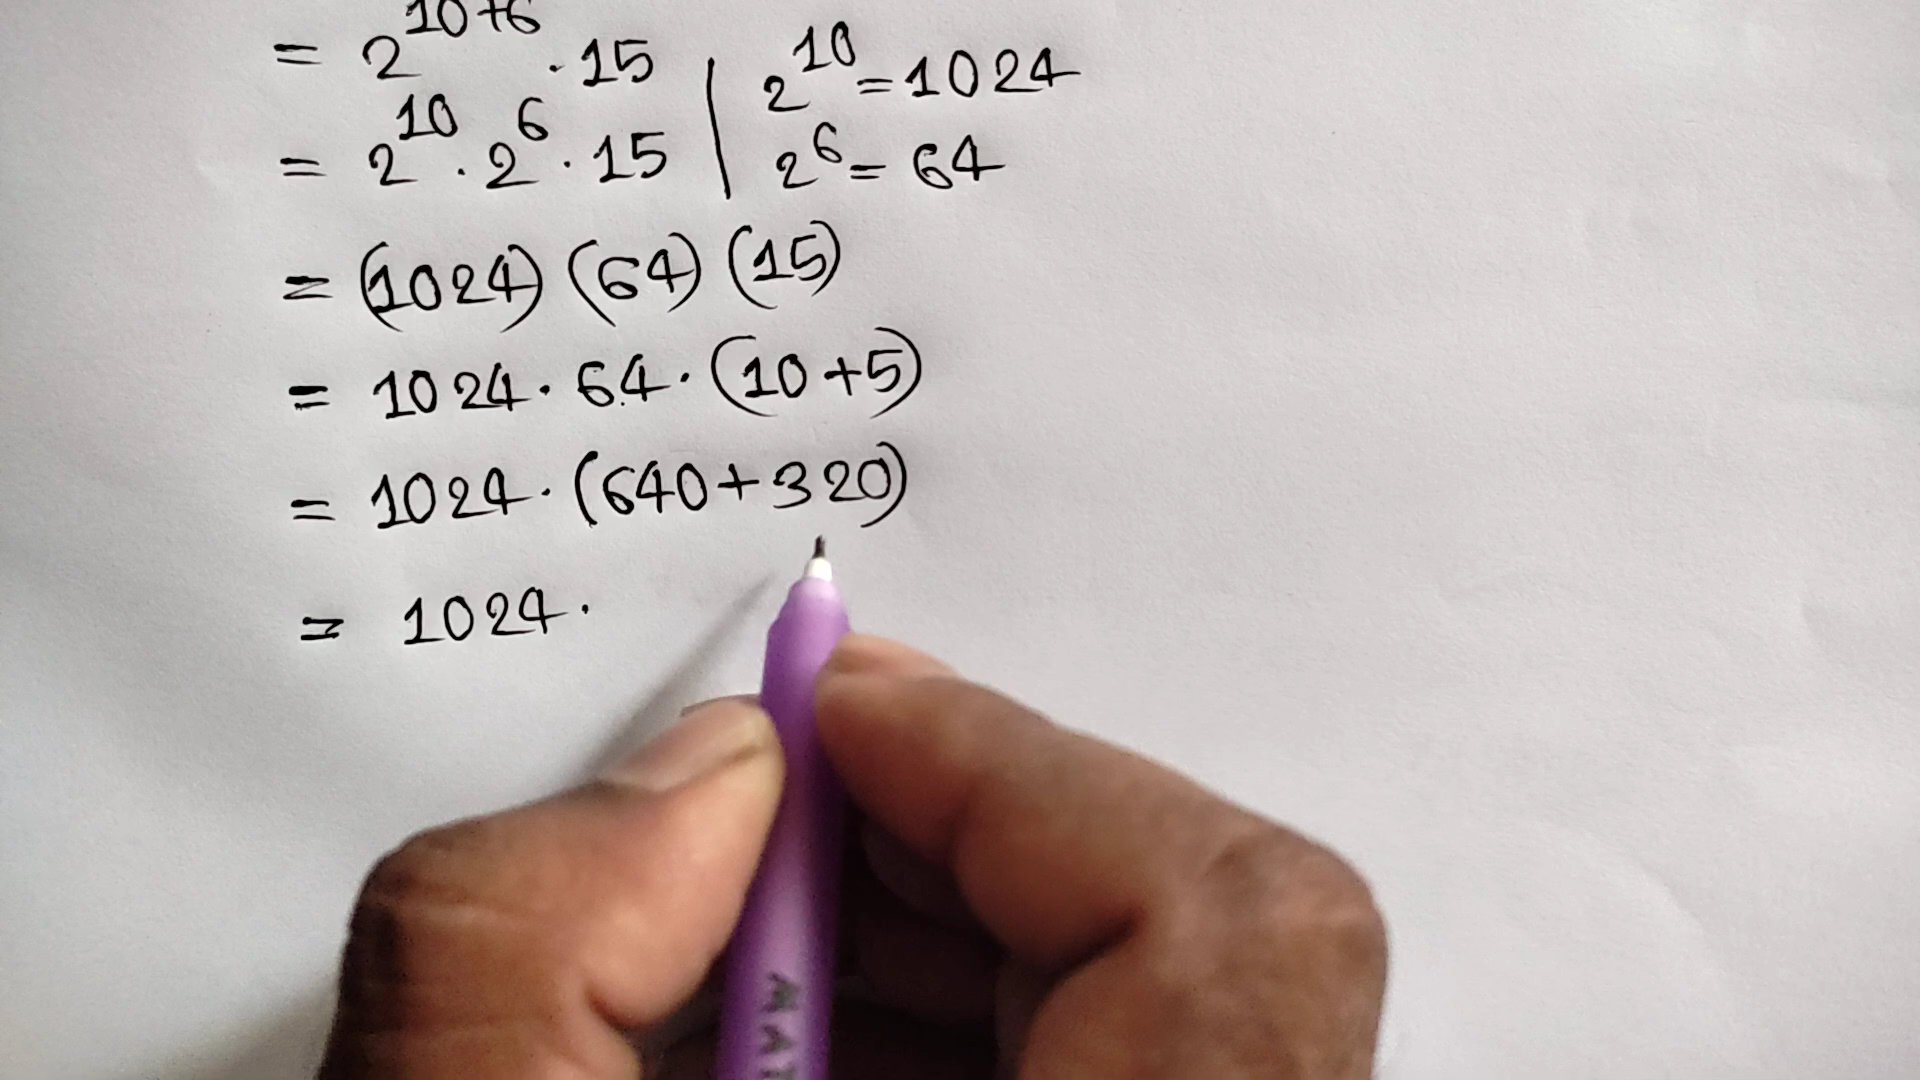 = 2^10+6 · 15
= 2^10 · 2^6 · 15 | 2^10 = 1024
2^6 = 64
= (1024) (64) (15)
= 1024 · 64 · (10+5)
= 1024 · (640+320)
= 1024 ·